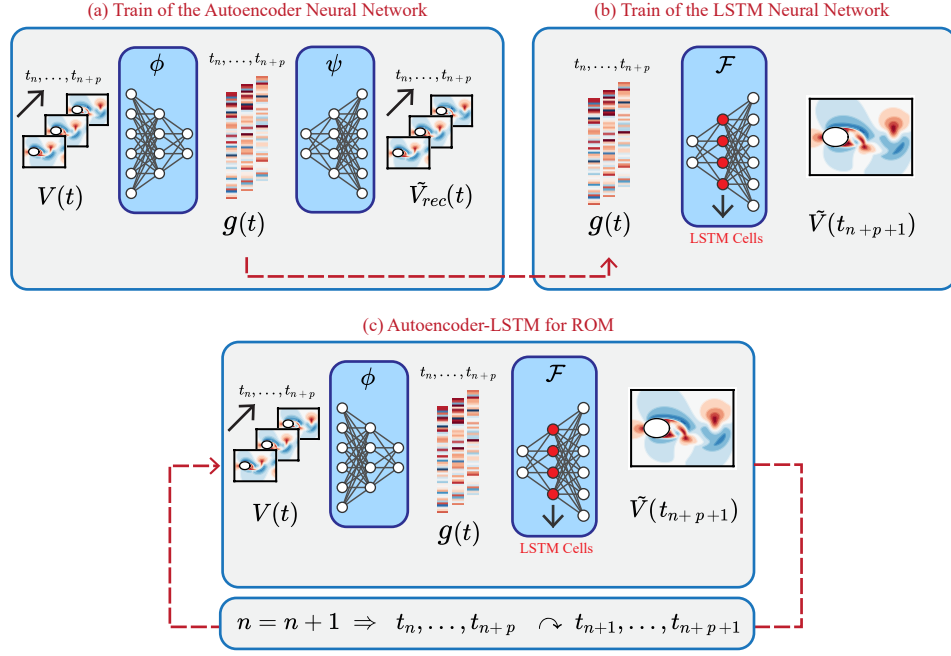 (a) Train of the Autoencoder Neural Network
t_n, . . . , t_{n+p}
ϕ
t_n, . . . , t_{n+p}
ψ
t_n, . . . , t_{n+p}
V(t)
g(t)
Ṽ_{rec}(t)
(b) Train of the LSTM Neural Network
t_n, . . . , t_{n+p}
ℱ
g(t)
LSTM Cells
Ṽ(t_{n+p+1})
(c) Autoencoder-LSTM for ROM
t_n, . . . , t_{n+p}
ϕ
t_n, . . . , t_{n+p}
ℱ
V(t)
g(t)
LSTM Cells
Ṽ(t_{n+p+1})
n = n + 1 ⇒ t_n, . . . , t_{n+p} ↷ t_{n+1}, . . . , t_{n+p+1}